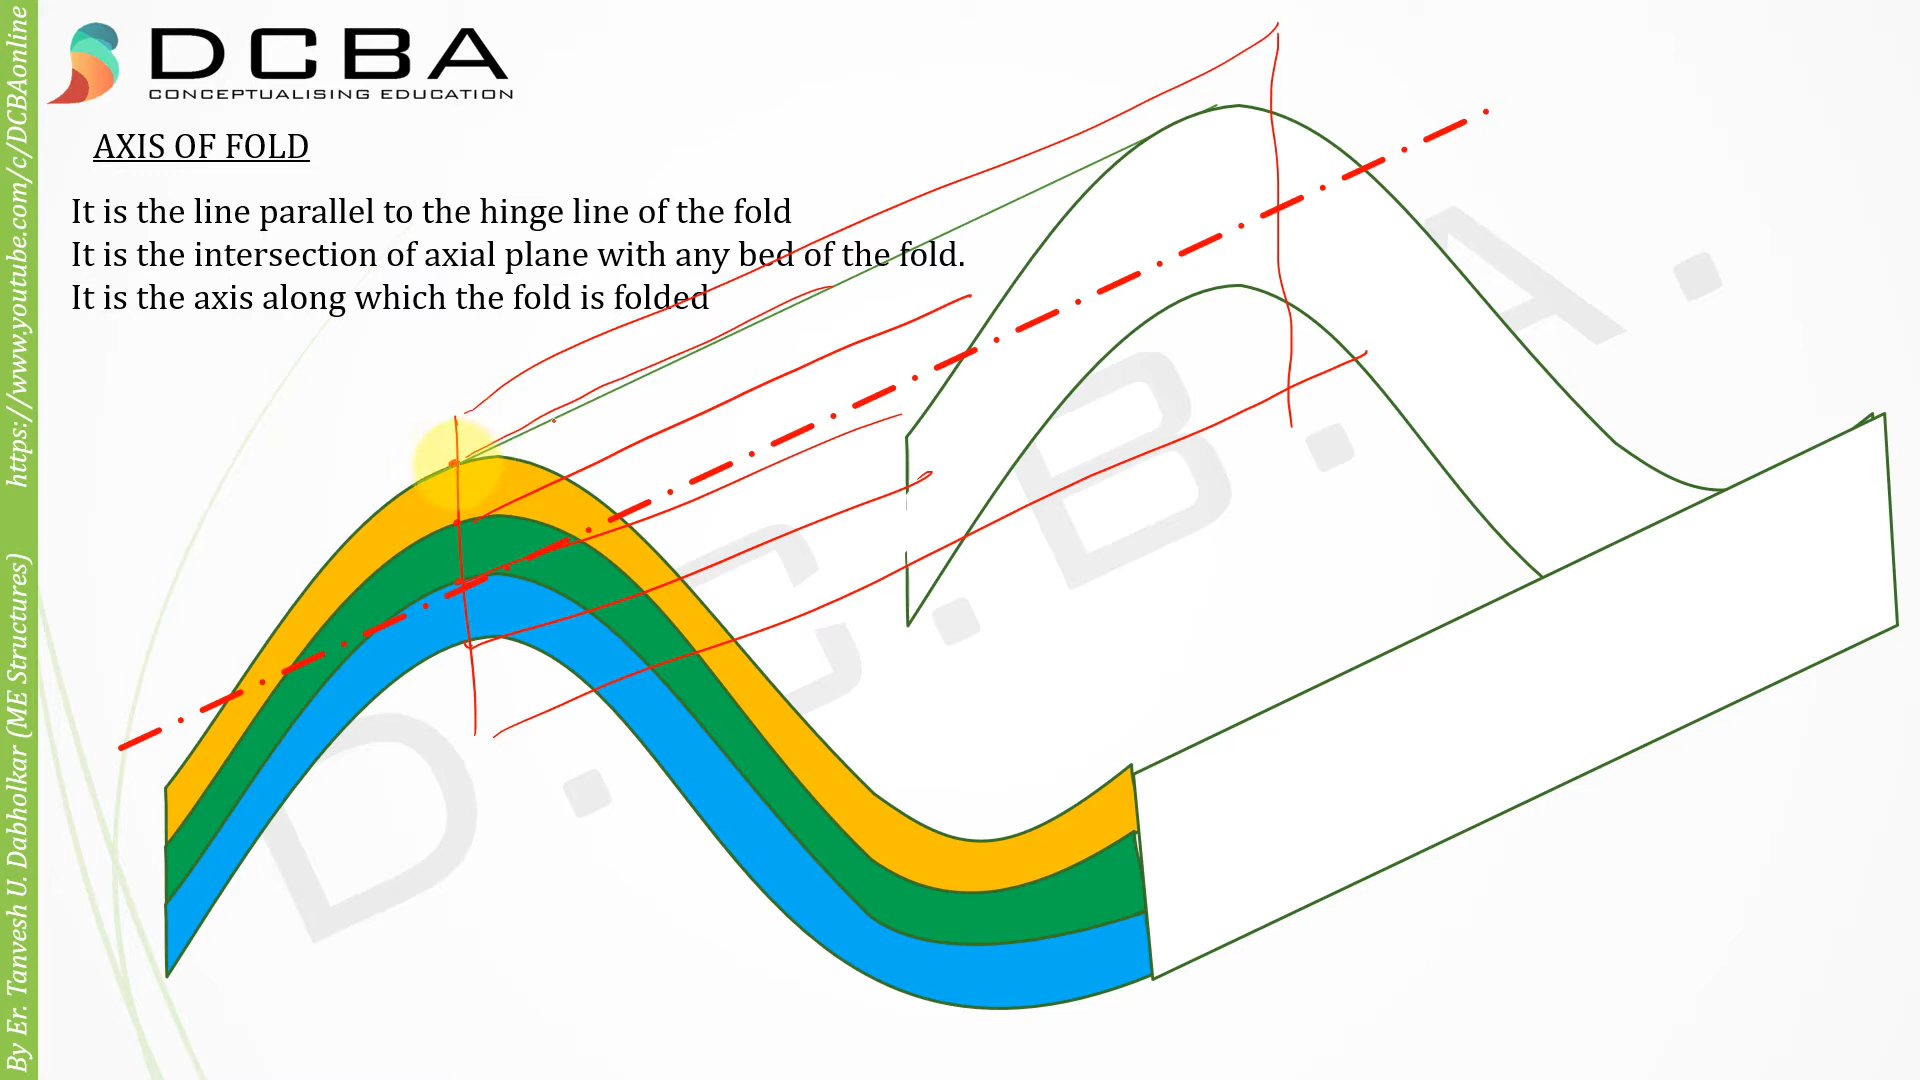 DCBA
CONCEPTUALISING EDUCATION
AXIS OF FOLD
It is the line parallel to the hinge line of the fold
It is the intersection of axial plane with any bed of the fold.
It is the axis along which the fold is folded
D.C.B.A.
By Er. Tanvesh U. Dabholkar (ME Structures) https://www.youtube.com/c/DCBAonline